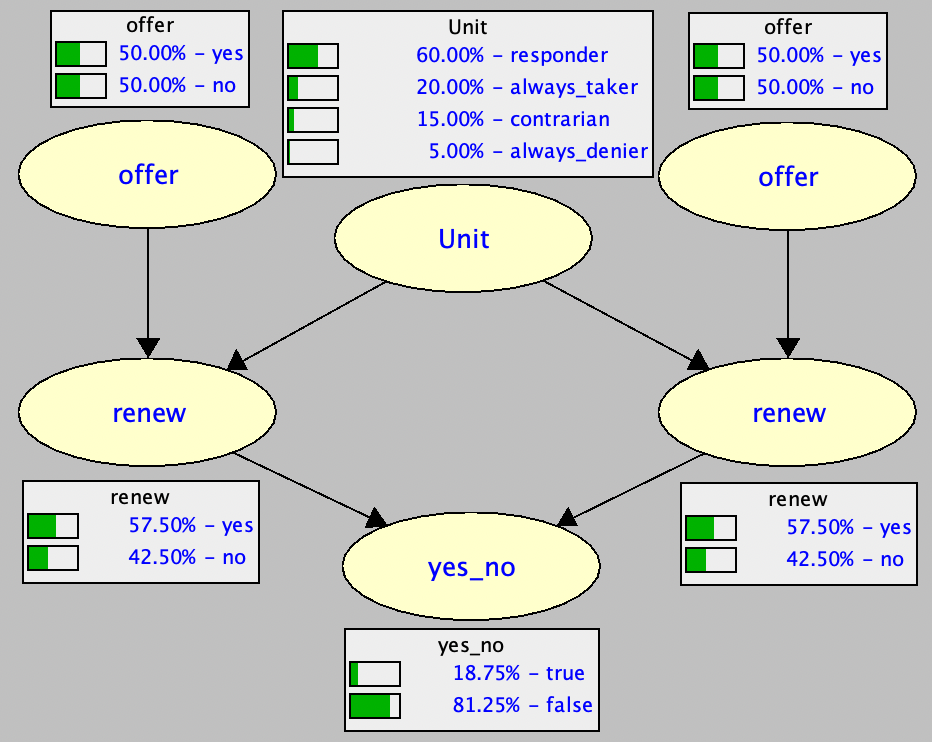 offer
50.00% – yes
50.00% – no
Unit
60.00% – responder
20.00% – always_taker
15.00% – contrarian
5.00% – always_denier
offer
50.00% – yes
50.00% – no
offer
Unit
offer
renew
renew
renew
57.50% – yes
42.50% – no
yes_no
renew
57.50% – yes
42.50% – no
yes_no
18.75% – true
81.25% – false